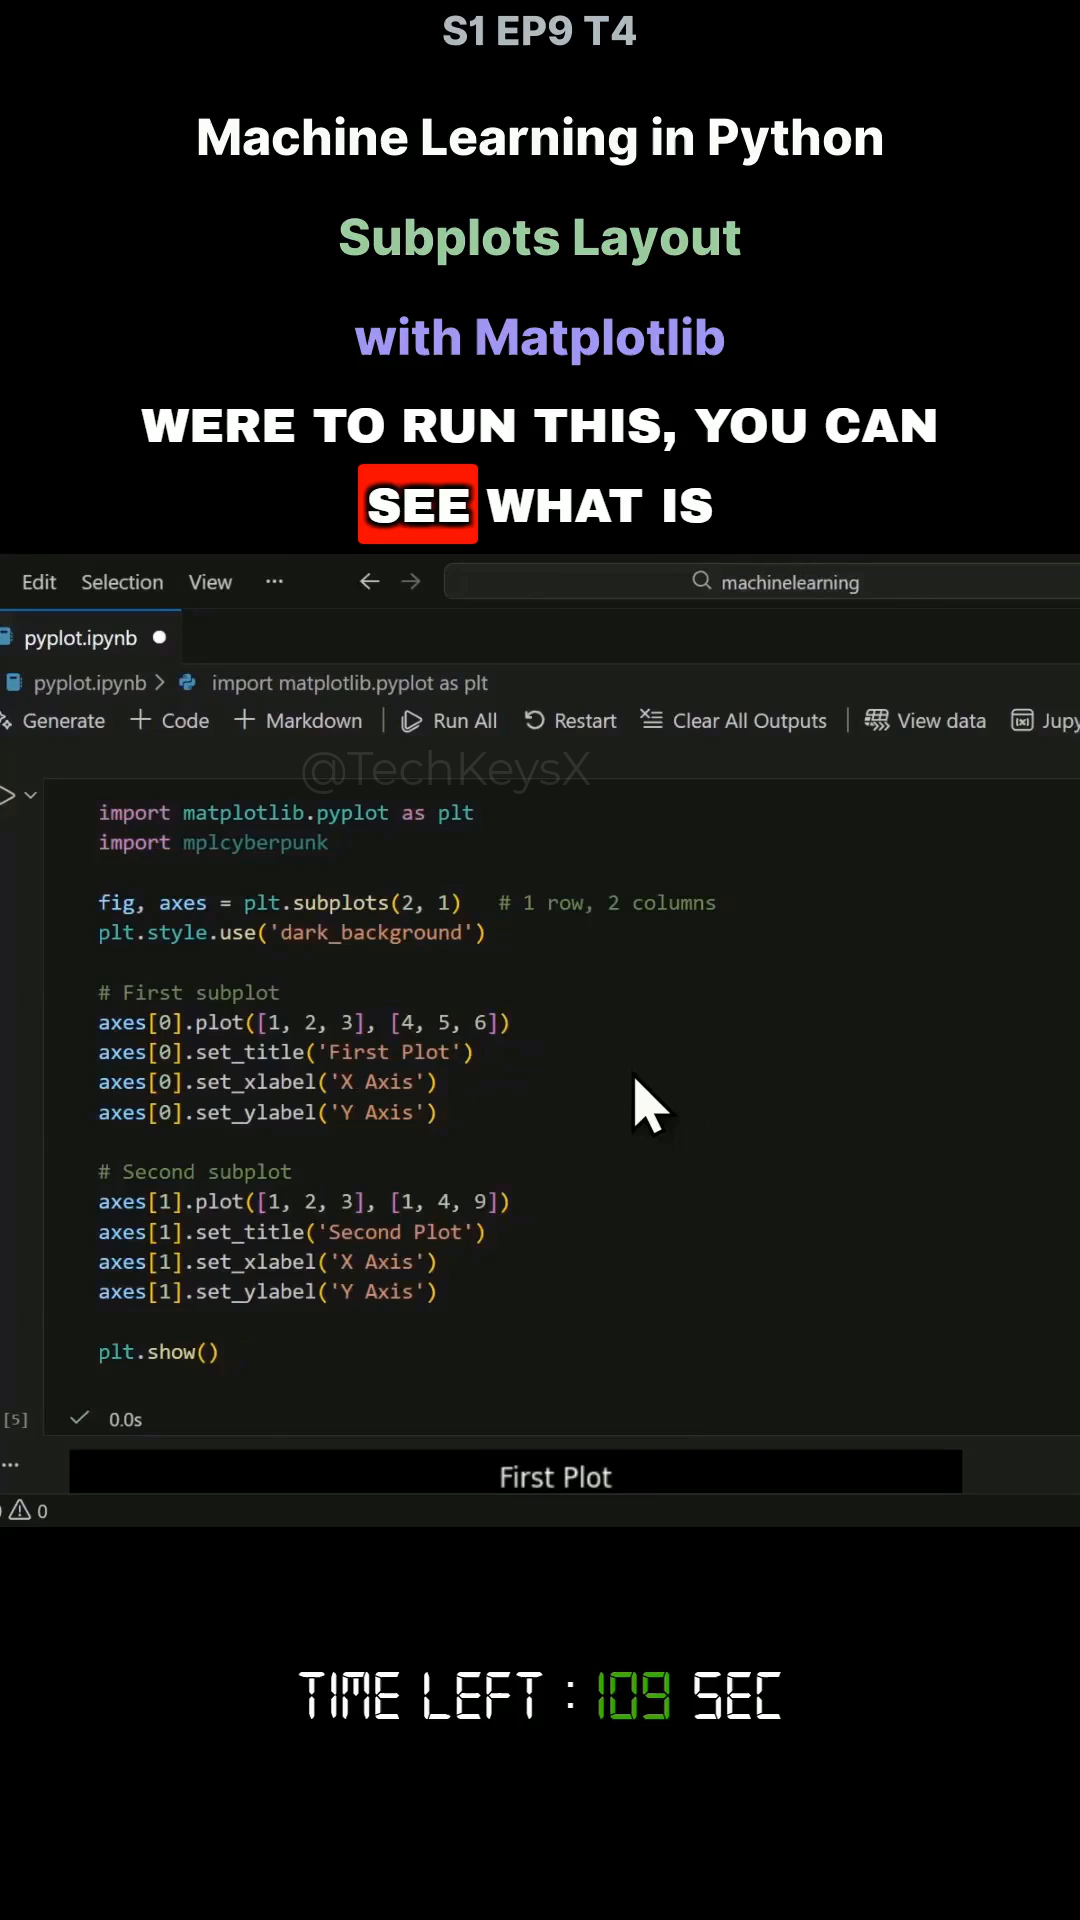 S1 EP9 T4
Machine Learning in Python
Subplots Layout
with Matplotlib
WERE TO RUN THIS, YOU CAN
SEE WHAT IS
Edit Selection View ··· ← → machinelearning
pyplot.ipynb
pyplot.ipynb > import matplotlib.pyplot as plt
Generate + Code + Markdown | Run All Restart Clear All Outputs | View data Jupy
@TechKeysX
import matplotlib.pyplot as plt
import mplcyberpunk
fig, axes = plt.subplots(2, 1) # 1 row, 2 columns
plt.style.use('dark_background')
# First subplot
axes[0].plot([1, 2, 3], [4, 5, 6])
axes[0].set_title('First Plot')
axes[0].set_xlabel('X Axis')
axes[0].set_ylabel('Y Axis')
# Second subplot
axes[1].plot([1, 2, 3], [1, 4, 9])
axes[1].set_title('Second Plot')
axes[1].set_xlabel('X Axis')
axes[1].set_ylabel('Y Axis')
plt.show()
[5] 0.0s
... First Plot
0
TIME LEFT : 109 SEC